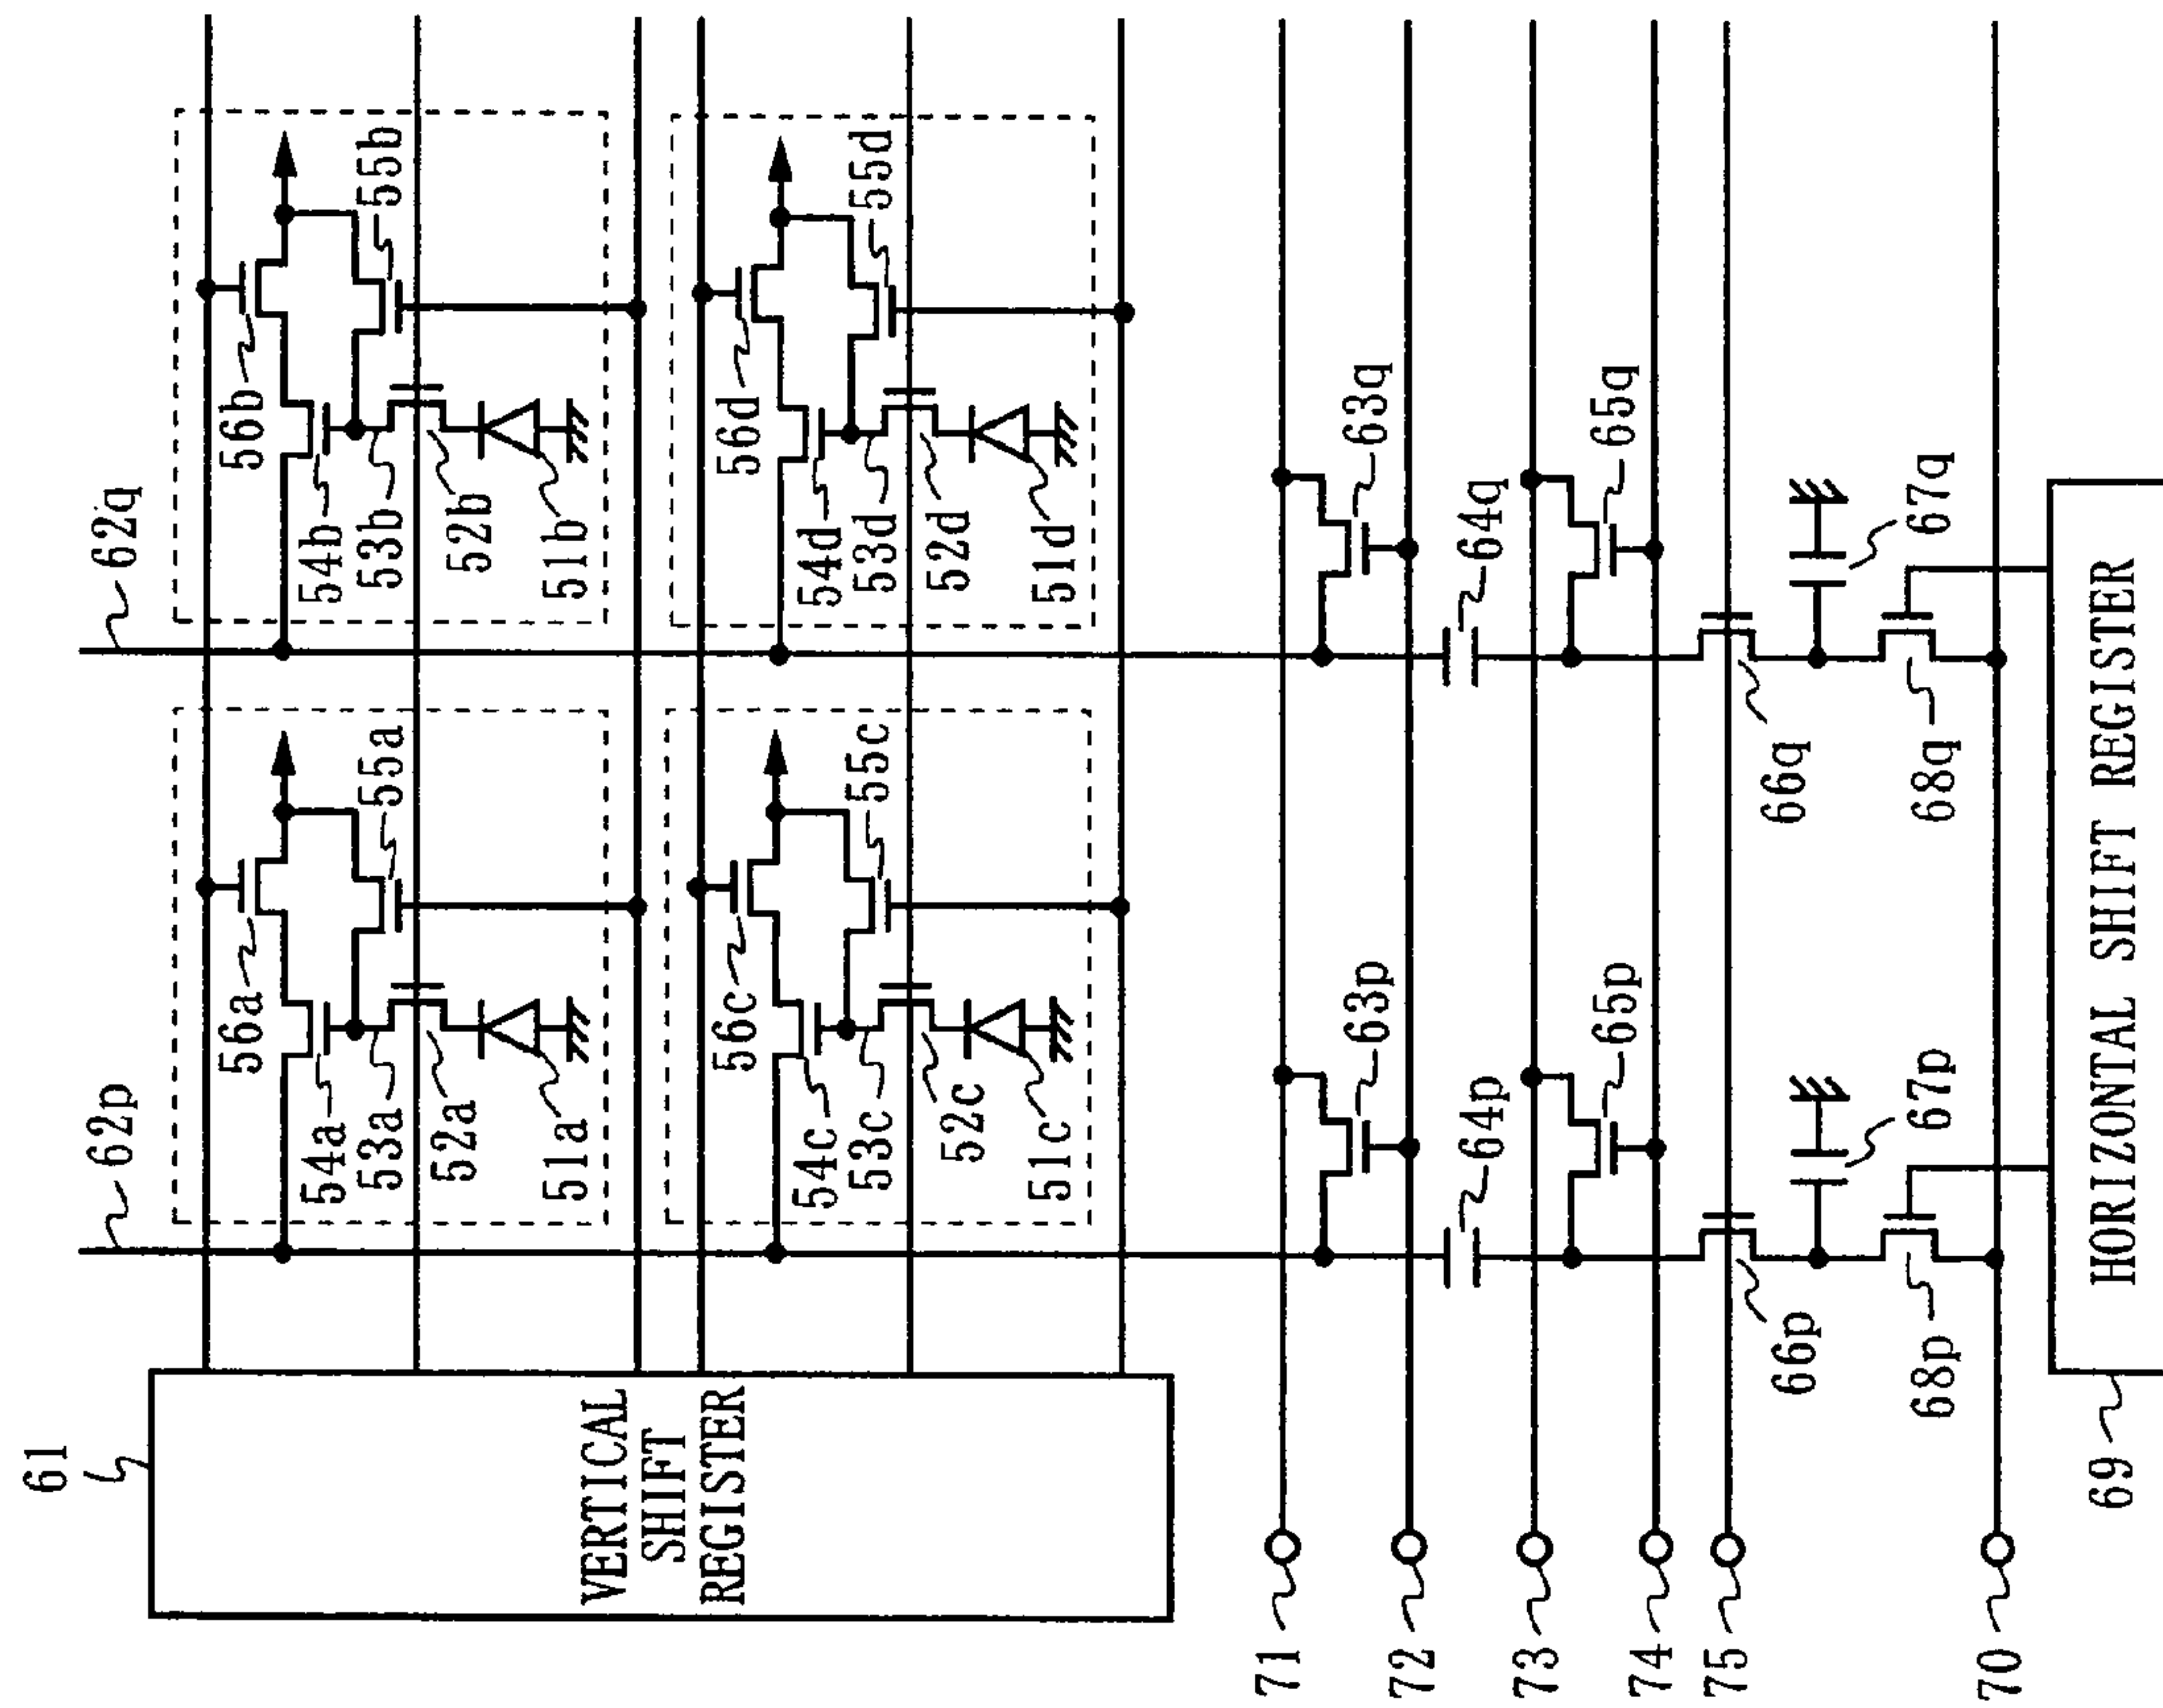 61
VERTICAL
SHIFT
REGISTER
62p
62q
56a
55a
54a
53a
52a
51a
56b
55b
54b
53b
52b
51b
56c
55c
54c
53c
52c
51c
56d
55d
54d
53d
52d
51d
71
72
73
74
75
70
63p
64p
65p
66p
67p
68p
63q
64q
65q
66q
67q
68q
69
HORIZONTAL SHIFT REGISTER